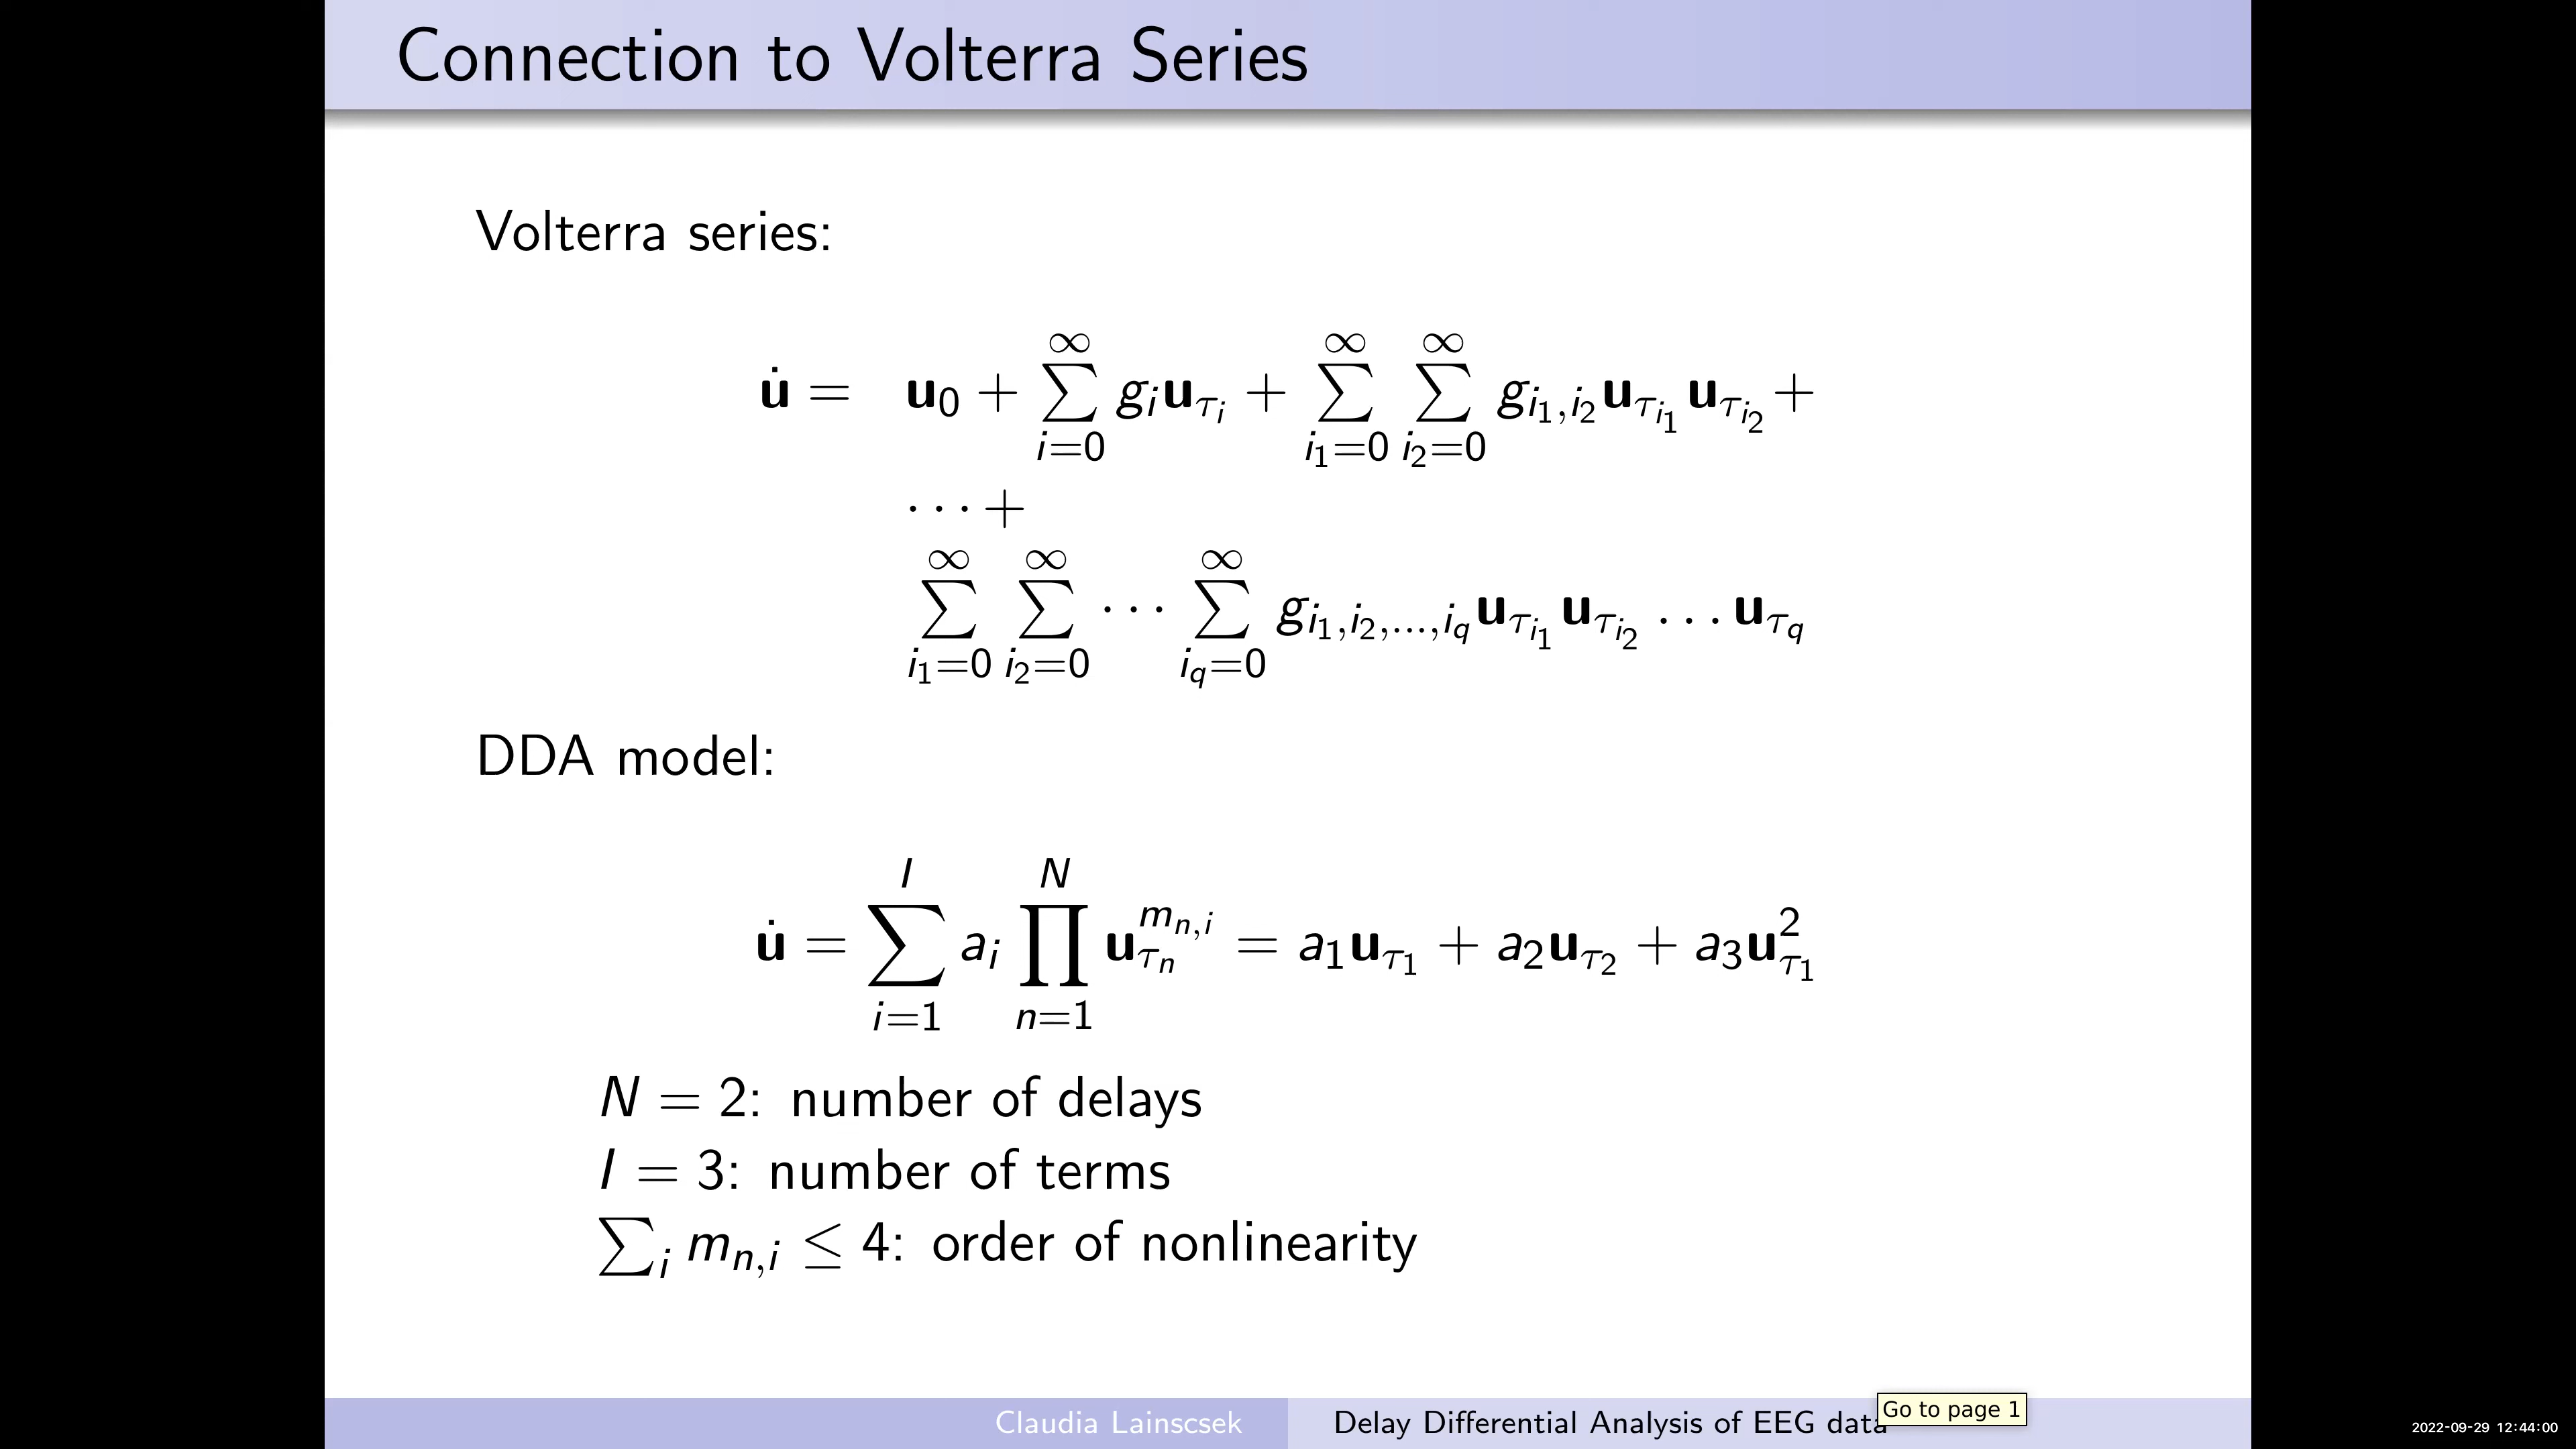 Connection to Volterra Series
Volterra series:
u̇ = u₀ + ∑_{i=0}^{∞} g_i u_{τ_i} + ∑_{i₁=0}^{∞} ∑_{i₂=0}^{∞} g_{i₁,i₂} u_{τ_{i₁}} u_{τ_{i₂}} +
⋯ +
∑_{i₁=0}^{∞} ∑_{i₂=0}^{∞} ⋯ ∑_{i_q=0}^{∞} g_{i₁,i₂,...,i_q} u_{τ_{i₁}} u_{τ_{i₂}} … u_{τ_q}
DDA model:
u̇ = ∑_{i=1}^{I} a_i ∏_{n=1}^{N} u_{τ_n}^{m_{n,i}} = a₁u_{τ₁} + a₂u_{τ₂} + a₃u_{τ₁}^{2}
N = 2: number of delays
I = 3: number of terms
∑_i m_{n,i} ≤ 4: order of nonlinearity
Claudia Lainscsek
Delay Differential Analysis of EEG data
Go to page 1
2022-09-29 12:44:00